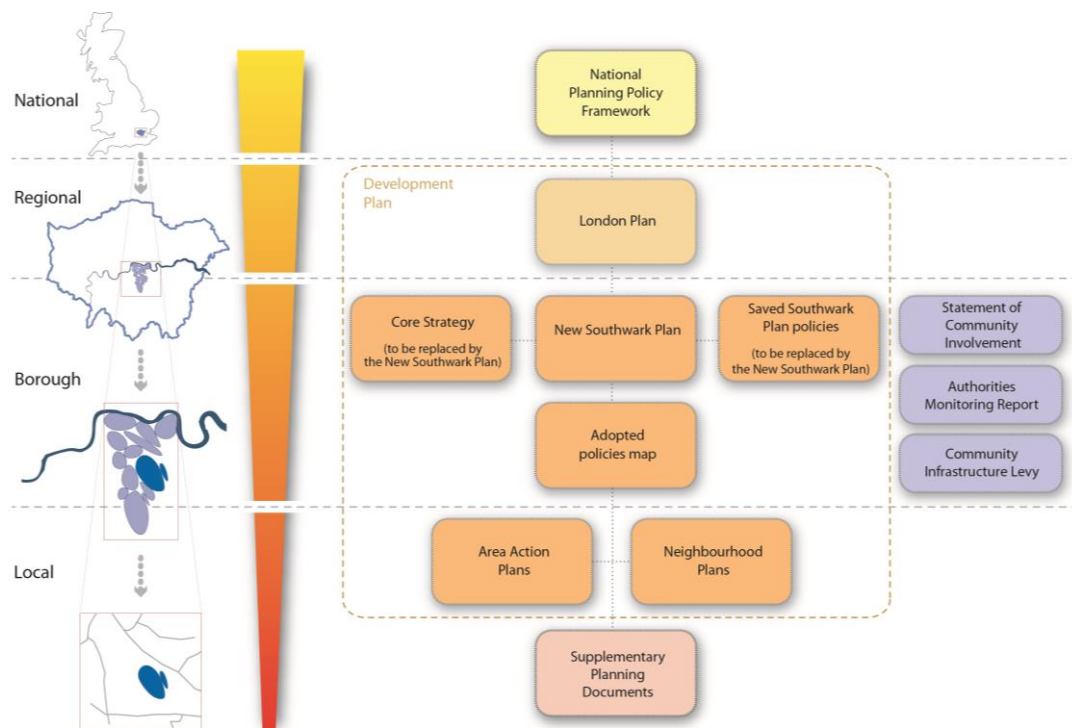 National
National
Planning Policy
Framework
Regional
Development
Plan
London Plan
Core Strategy
(to be replaced by
the New Southwark Plan)
New Southwark Plan
Saved Southwark
Plan policies
(to be replaced by
the New Southwark Plan)
Statement of
Community
Involvement
Borough
Authorities
Monitoring Report
Adopted
policies map
Community
Infrastructure Levy
Local
Area Action
Plans
Neighbourhood
Plans
Supplementary
Planning
Documents